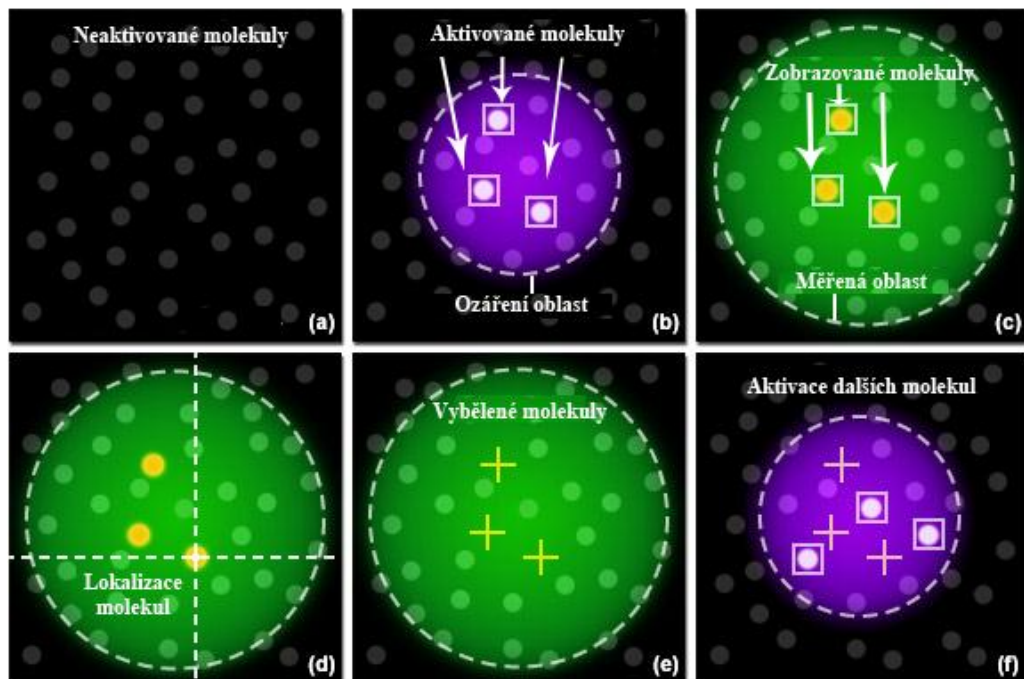 Neaktivované molekuly
(a)
Aktivované molekuly
Ozáření oblast
(b)
Zobrazované molekuly
Měřená oblast
(c)
Lokalizace
molekul
(d)
Vybělené molekuly
(e)
Aktivace dalších molekul
(f)